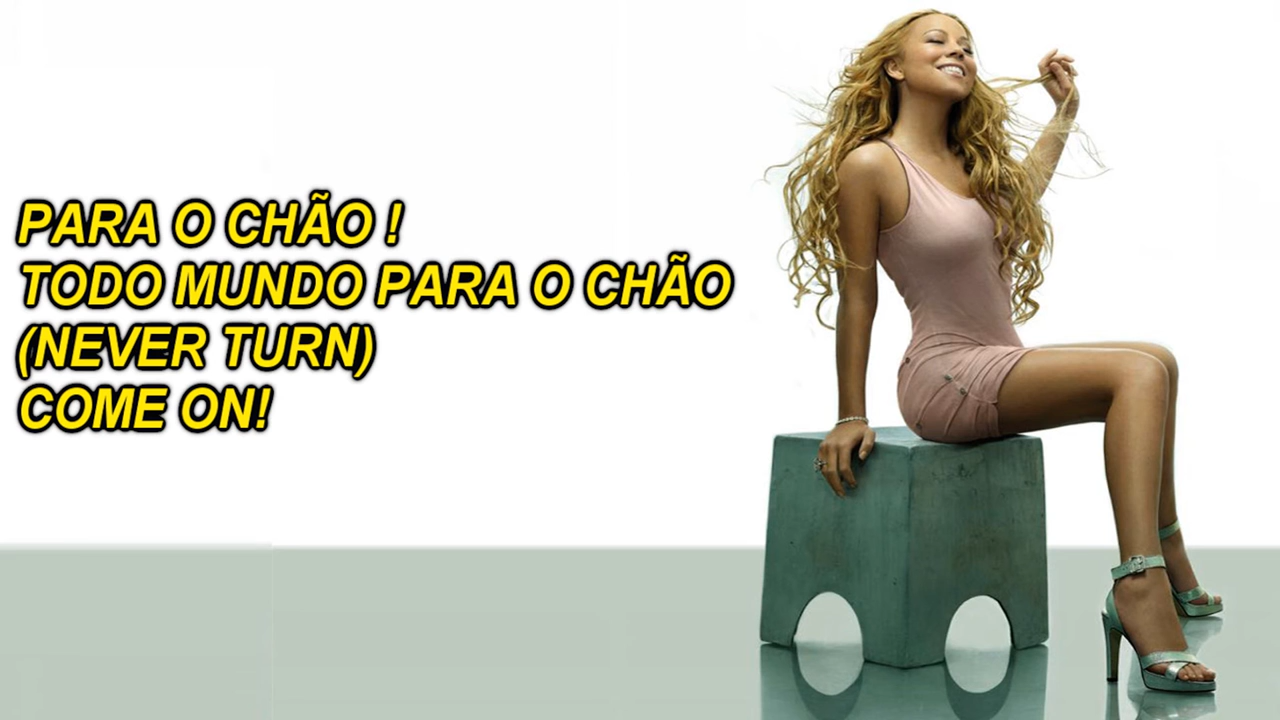 PARA O CHÃO !
TODO MUNDO PARA O CHÃO
(NEVER TURN)
COME ON!